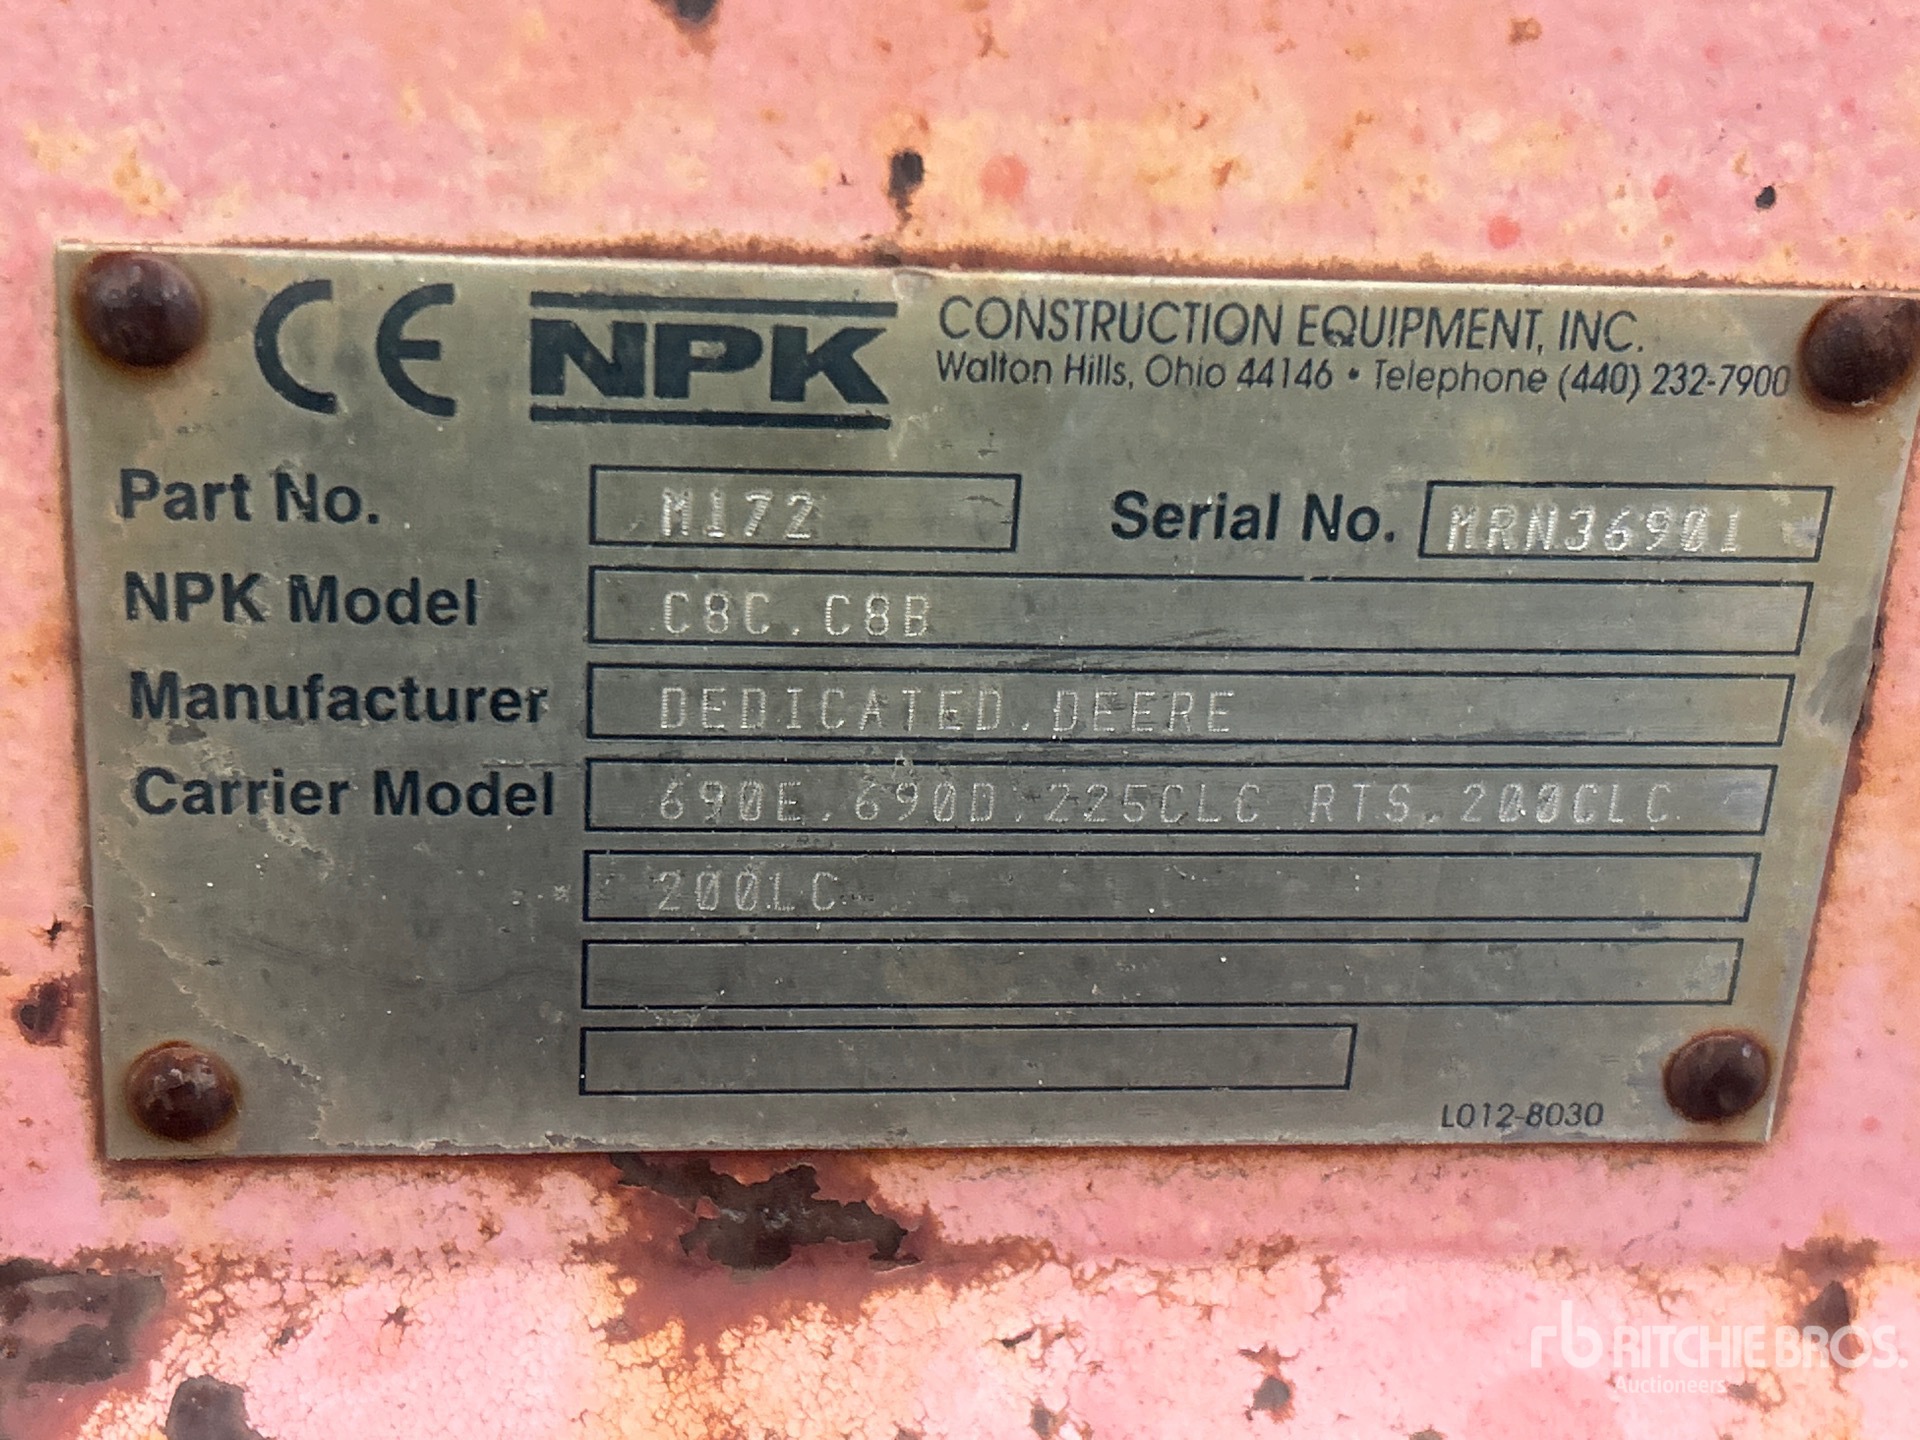 CE NPK CONSTRUCTION EQUIPMENT, INC.
Walton Hills, Ohio 44146 • Telephone (440) 232-7900
Part No. M172 Serial No. MRN36901
NPK Model C8C,C8B
Manufacturer DEDICATED,DEERE
Carrier Model 690E,690D,225CLC RTS,200CLC
200LC
L012-8030
rb RITCHIE BROS.
Auctioneers